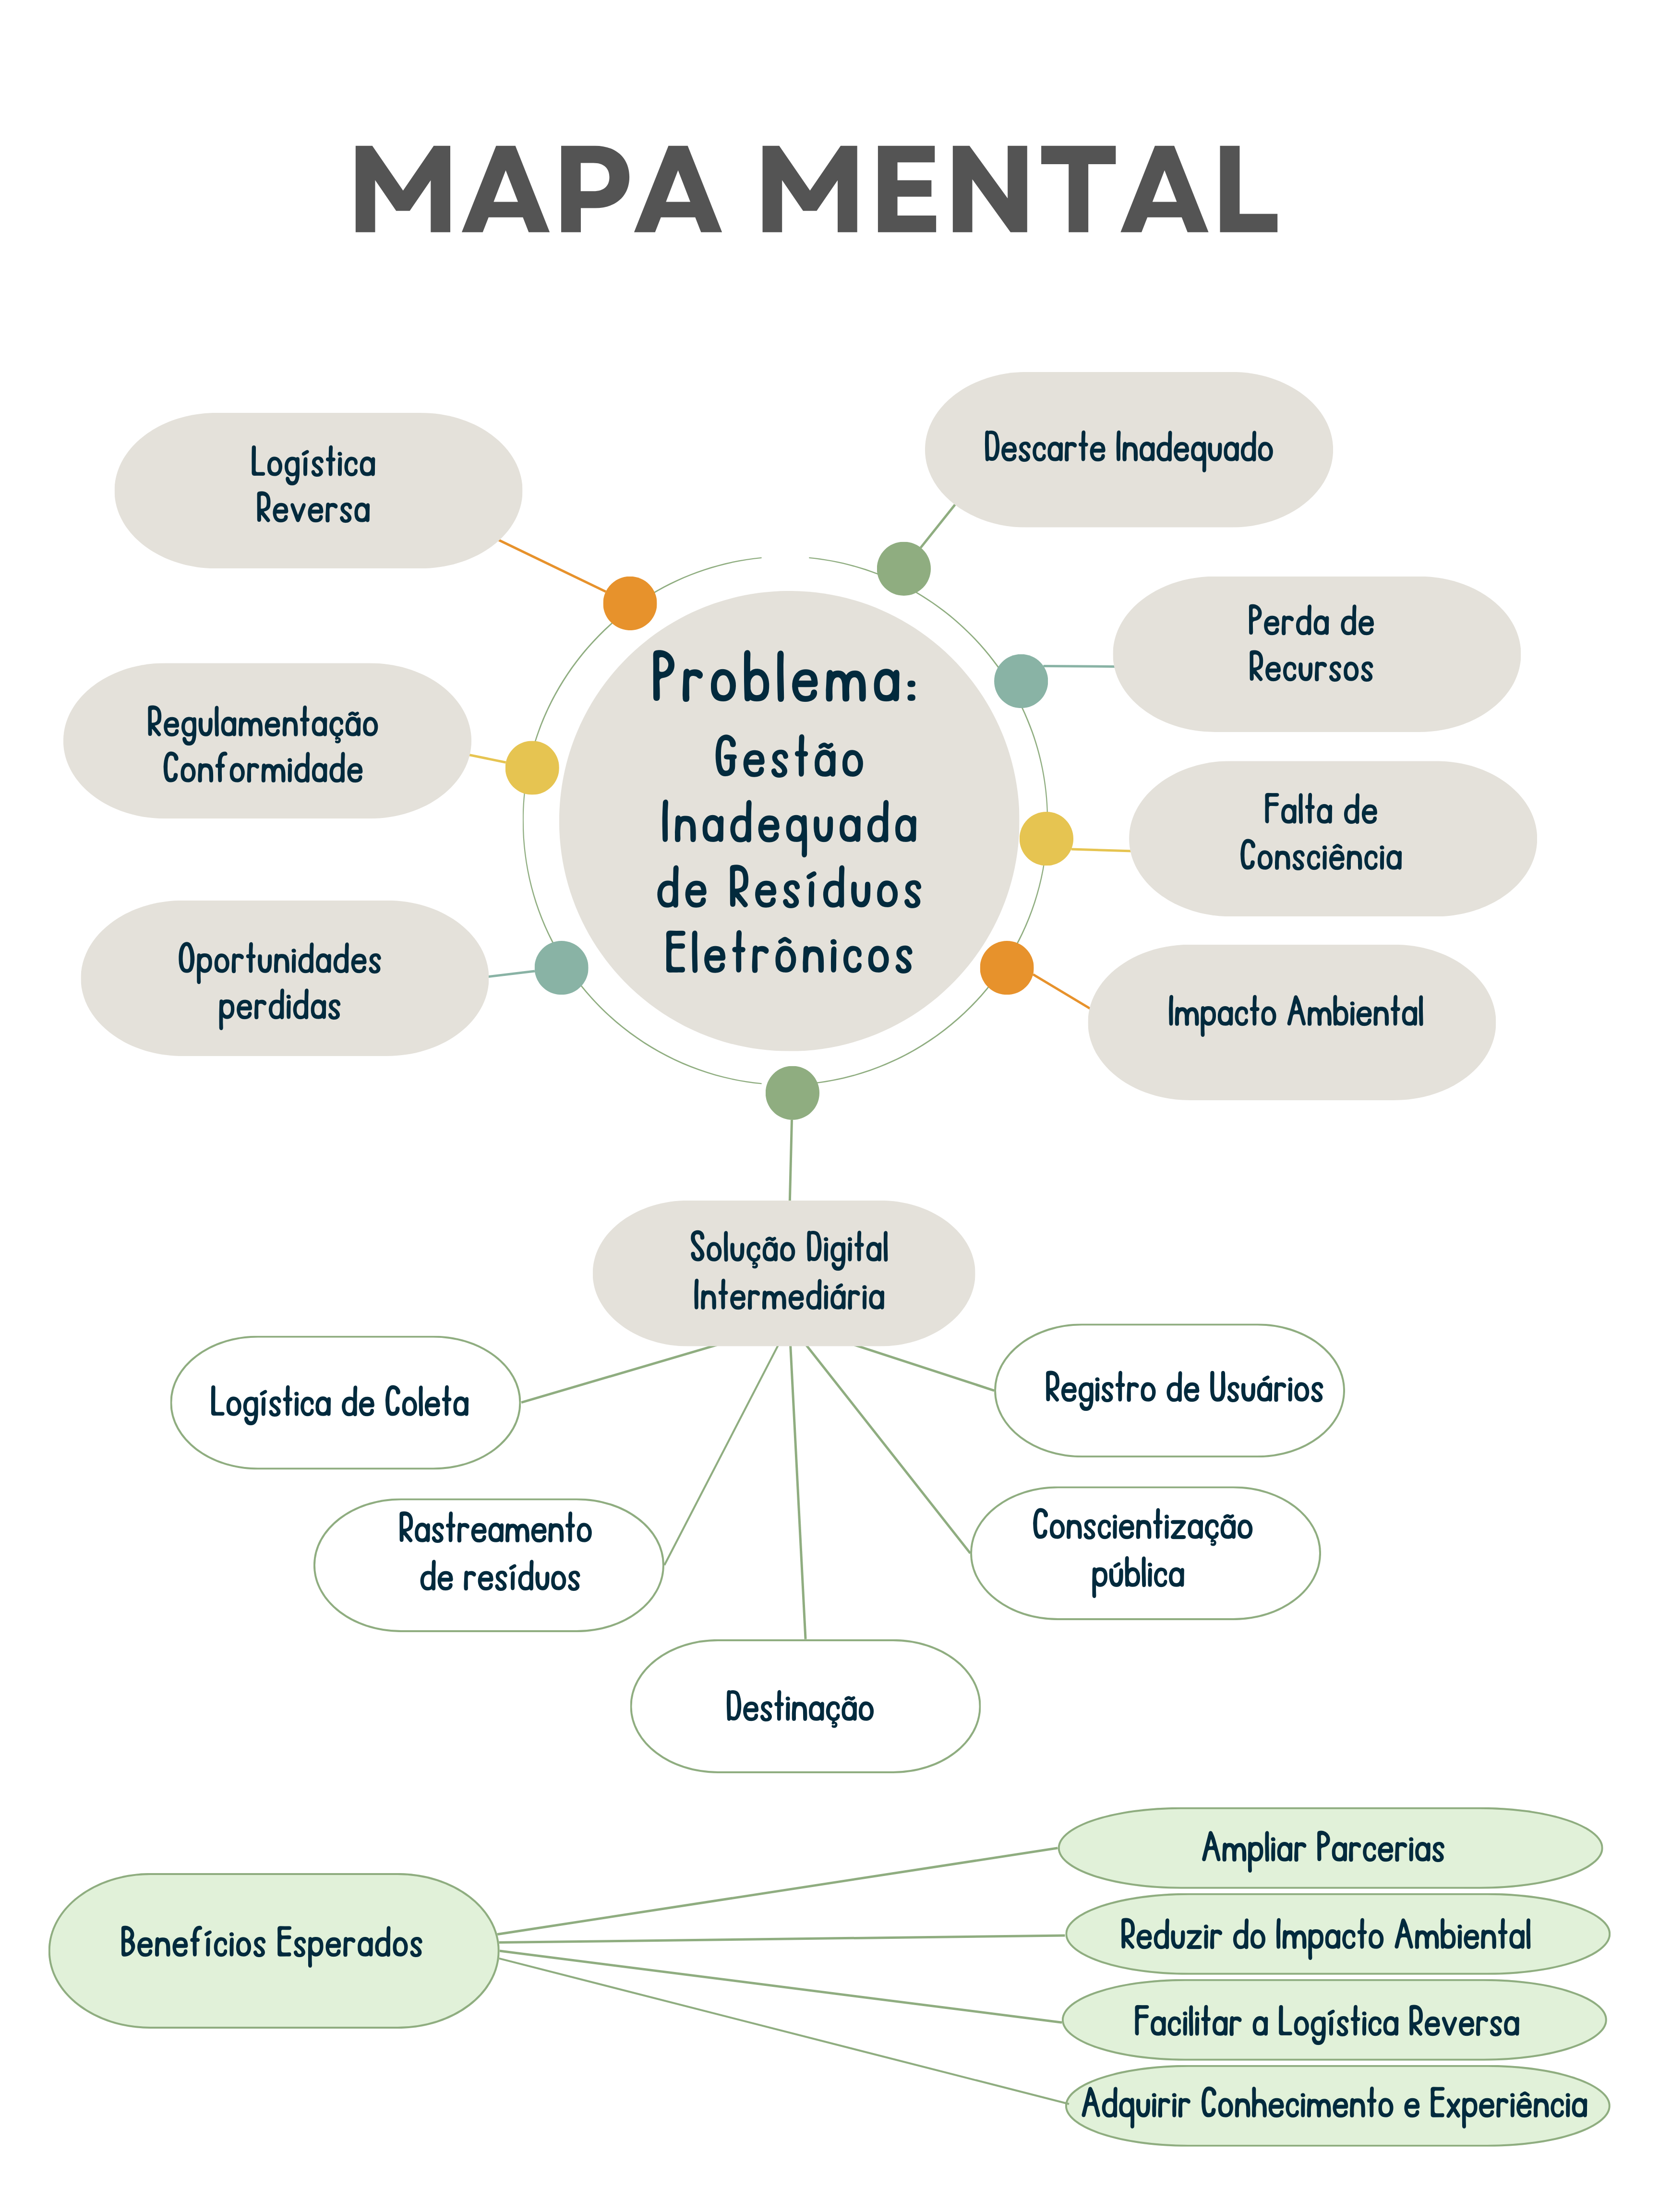 MAPA MENTAL
Logística
Reversa
Descarte Inadequado
Perda de
Recursos
Regulamentação
Conformidade
Problema:
Gestão
Inadequada
de Resíduos
Eletrônicos
Falta de
Consciência
Oportunidades
perdidas
Impacto Ambiental
Solução Digital
Intermediária
Logística de Coleta
Registro de Usuários
Rastreamento
de resíduos
Conscientização
pública
Destinação
Benefícios Esperados
Ampliar Parcerias
Reduzir do Impacto Ambiental
Facilitar a Logística Reversa
Adquirir Conhecimento e Experiência